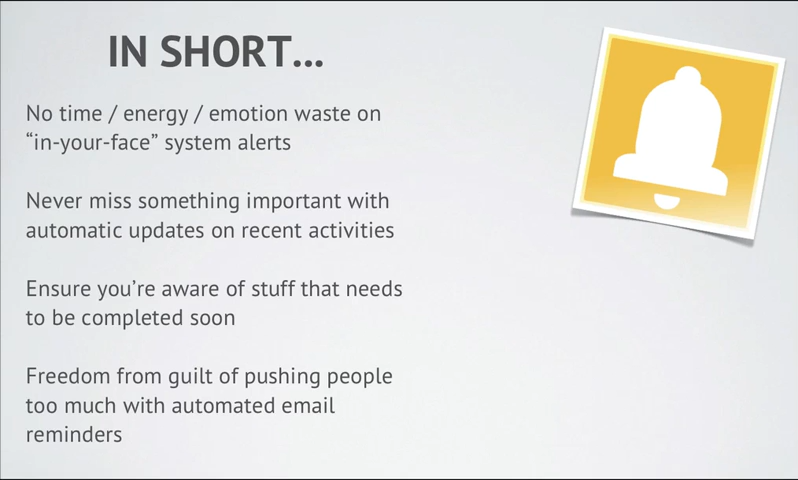 IN SHORT...
No time / energy / emotion waste on
“in-your-face” system alerts
Never miss something important with
automatic updates on recent activities
Ensure you’re aware of stuff that needs
to be completed soon
Freedom from guilt of pushing people
too much with automated email
reminders